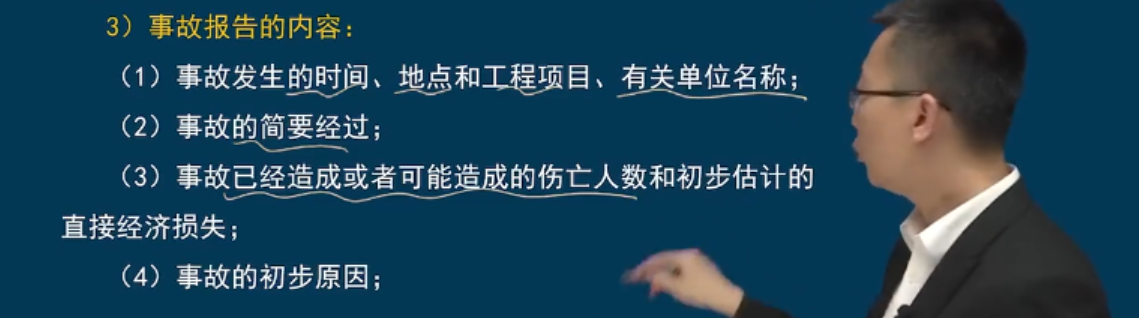 3）事故报告的内容：
（1）事故发生的时间、地点和工程项目、有关单位名称；
（2）事故的简要经过；
（3）事故已经造成或者可能造成的伤亡人数和初步估计的
直接经济损失；
（4）事故的初步原因；